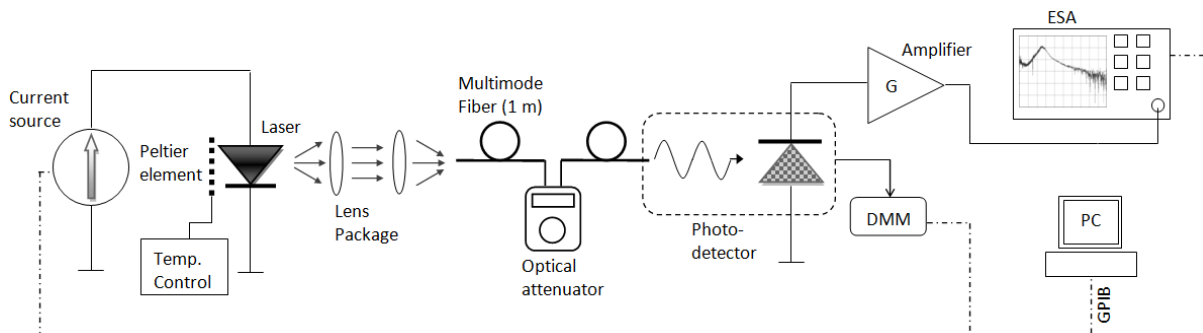 ESA
Amplifier
G
Multimode
Fiber (1 m)
Current
source
Laser
Peltier
element
Lens
Package
Photo-
detector
DMM
PC
Temp.
Control
Optical
attenuator
GPIB